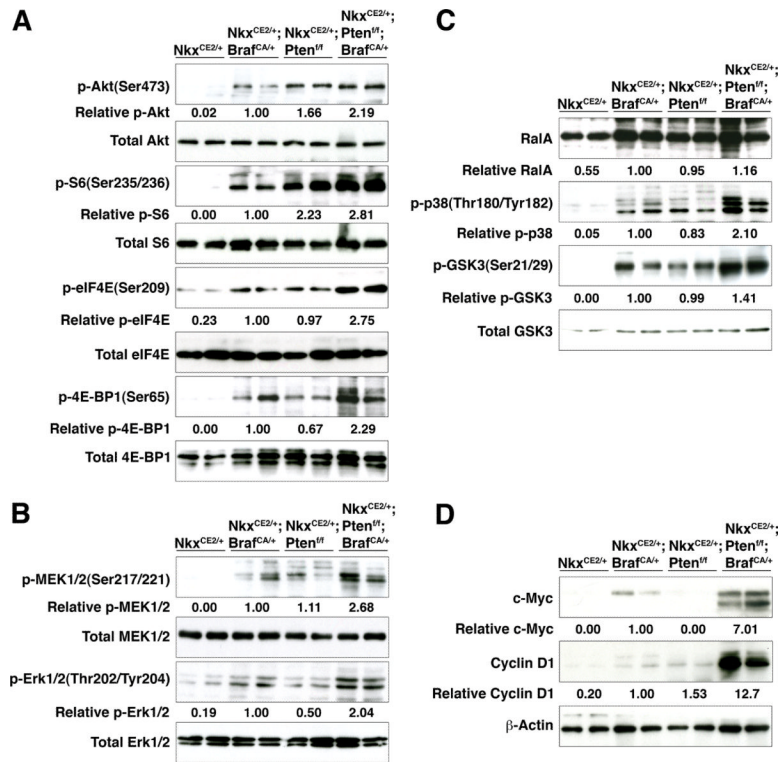 A
Nkx^CE2/+;
Nkx^CE2/+; Nkx^CE2/+; Pten^f/f;
Nkx^CE2/+ Braf^CA/+ Pten^f/f Braf^CA/+
p-Akt(Ser473)
Relative p-Akt 0.02 1.00 1.66 2.19
Total Akt
p-S6(Ser235/236)
Relative p-S6 0.00 1.00 2.23 2.81
Total S6
p-eIF4E(Ser209)
Relative p-eIF4E 0.23 1.00 0.97 2.75
Total eIF4E
p-4E-BP1(Ser65)
Relative p-4E-BP1 0.00 1.00 0.67 2.29
Total 4E-BP1
B
Nkx^CE2/+;
Nkx^CE2/+; Nkx^CE2/+; Pten^f/f;
Nkx^CE2/+ Braf^CA/+ Pten^f/f Braf^CA/+
p-MEK1/2(Ser217/221)
Relative p-MEK1/2 0.00 1.00 1.11 2.68
Total MEK1/2
p-Erk1/2(Thr202/Tyr204)
Relative p-Erk1/2 0.19 1.00 0.50 2.04
Total Erk1/2
C
Nkx^CE2/+;
Nkx^CE2/+; Nkx^CE2/+; Pten^f/f;
Nkx^CE2/+ Braf^CA/+ Pten^f/f Braf^CA/+
RalA
Relative RalA 0.55 1.00 0.95 1.16
p-p38(Thr180/Tyr182)
Relative p-p38 0.05 1.00 0.83 2.10
p-GSK3(Ser21/29)
Relative p-GSK3 0.00 1.00 0.99 1.41
Total GSK3
D
Nkx^CE2/+;
Nkx^CE2/+; Nkx^CE2/+; Pten^f/f;
Nkx^CE2/+ Braf^CA/+ Pten^f/f Braf^CA/+
c-Myc
Relative c-Myc 0.00 1.00 0.00 7.01
Cyclin D1
Relative Cyclin D1 0.20 1.00 1.53 12.7
β-Actin